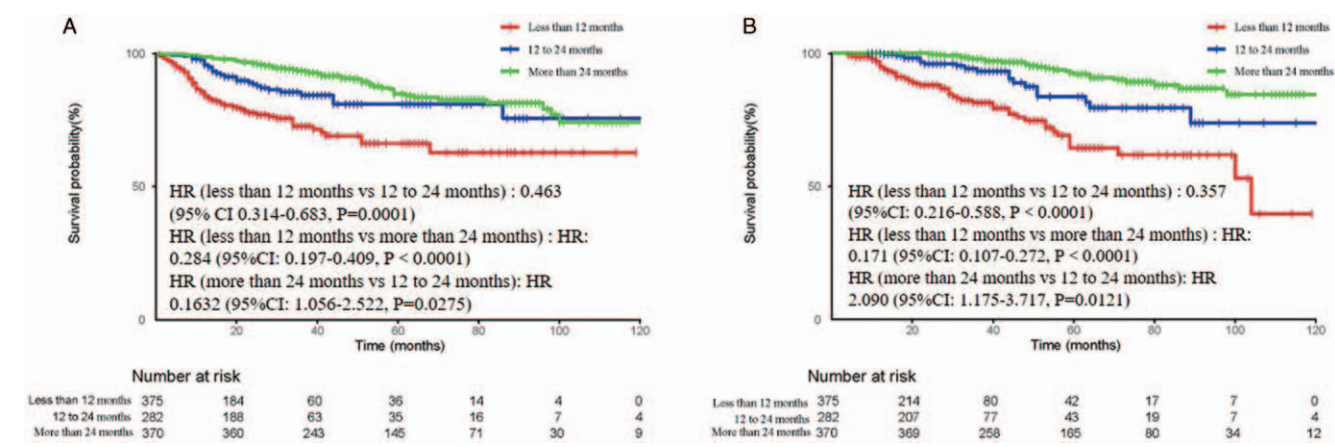 A
Less than 12 months
12 to 24 months
More than 24 months
100
50
0
Survival probability(%)
HR (less than 12 months vs 12 to 24 months) : 0.463
(95% CI 0.314-0.683, P=0.0001)
HR (less than 12 months vs more than 24 months) : HR:
0.284 (95%CI: 0.197-0.409, P < 0.0001)
HR (more than 24 months vs 12 to 24 months): HR
0.1632 (95%CI: 1.056-2.522, P=0.0275)
20 40 60 80 100 120
Time (months)
Number at risk
Less than 12 months 375 184 60 36 14 4 0
12 to 24 months 282 188 63 35 16 7 4
More than 24 months 370 360 243 145 71 30 9
B
Less than 12 months
12 to 24 months
More than 24 months
100
50
0
Survival probability(%)
HR (less than 12 months vs 12 to 24 months) : 0.357
(95%CI: 0.216-0.588, P < 0.0001)
HR (less than 12 months vs more than 24 months) : HR:
0.171 (95%CI: 0.107-0.272, P < 0.0001)
HR (more than 24 months vs 12 to 24 months): HR
2.090 (95%CI: 1.175-3.717, P=0.0121)
20 40 60 80 100 120
Time (months)
Number at risk
Less than 12 months 375 214 80 42 17 7 0
12 to 24 months 282 207 77 43 19 7 4
More than 24 months 370 369 258 165 80 34 12